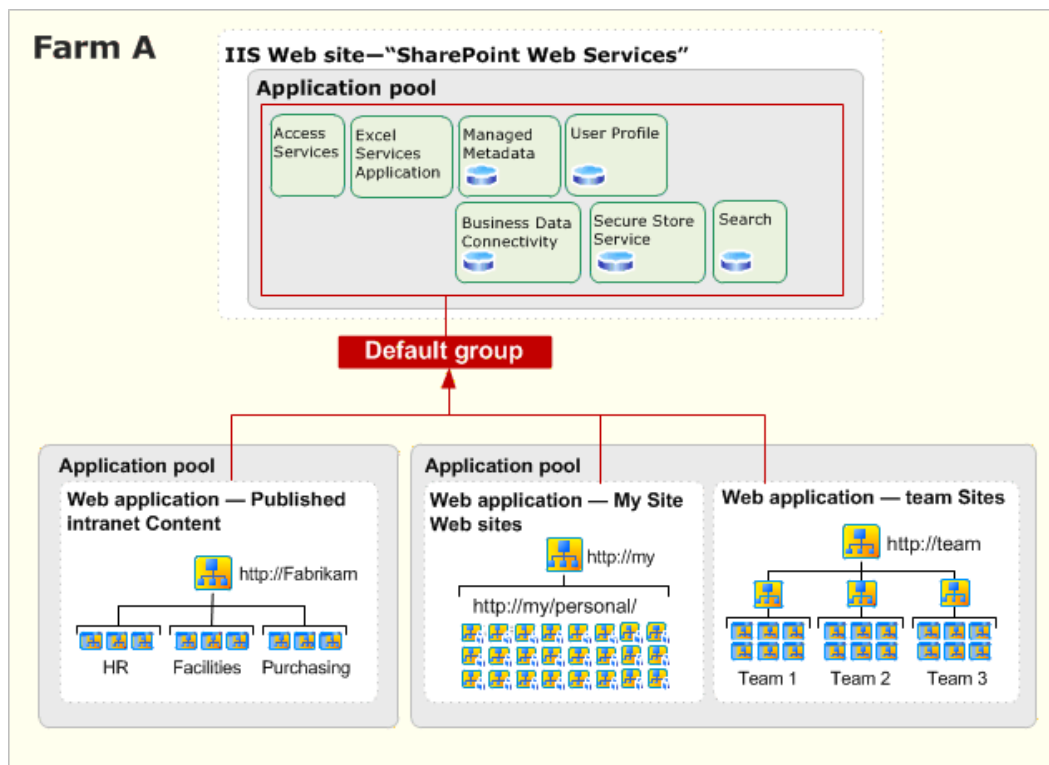 Farm A
IIS Web site—“SharePoint Web Services”
Application pool
Access
Services
Excel
Services
Application
Managed
Metadata
User Profile
Business Data
Connectivity
Secure Store
Service
Search
Default group
Application pool
Web application — Published
intranet Content
http://Fabrikam
HR
Facilities
Purchasing
Application pool
Web application — My Site
Web sites
http://my
http://my/personal/
Web application — team Sites
http://team
Team 1
Team 2
Team 3